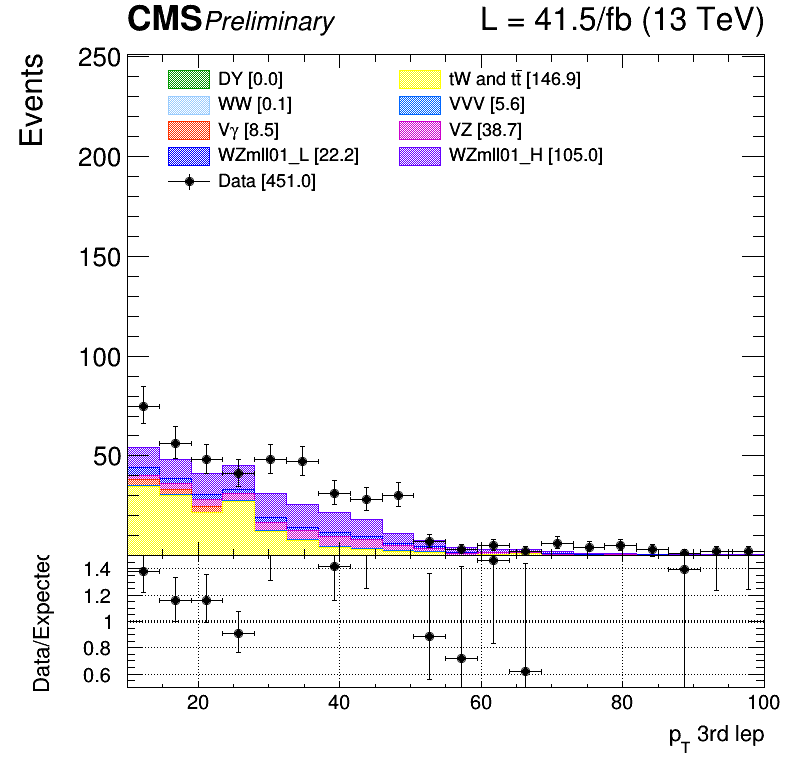 CMS Preliminary L = 41.5/fb (13 TeV)
Events
250
200
150
100
50
DY [0.0]
tW and tt̄ [146.9]
WW [0.1]
VVV [5.6]
Vγ [8.5]
VZ [38.7]
WZmll01_L [22.2]
WZmll01_H [105.0]
Data [451.0]
Data/Expected
1.4
1.2
1
0.8
0.6
20 40 60 80 100
p_T 3rd lep